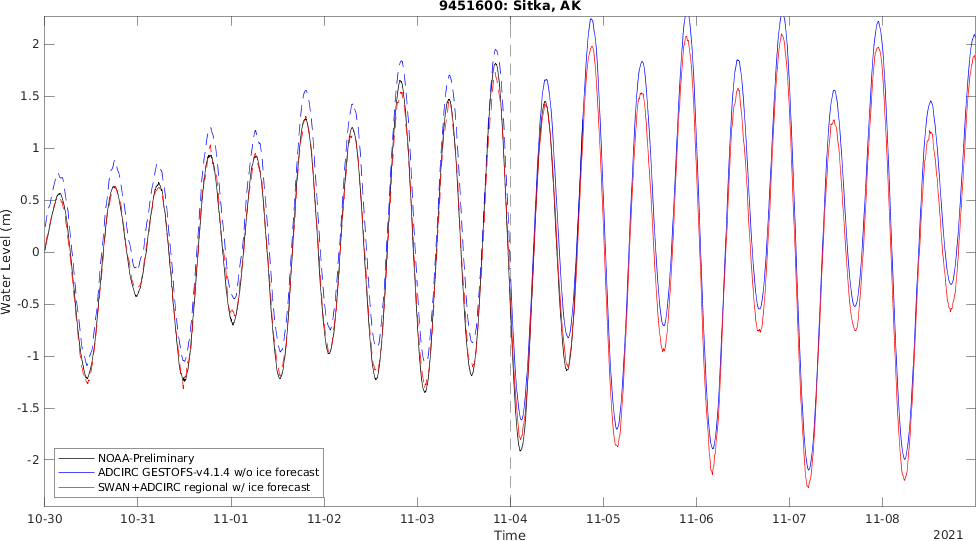 9451600: Sitka, AK
Water Level (m)
2
1.5
1
0.5
0
-0.5
-1
-1.5
-2
NOAA-Preliminary
ADCIRC GESTOFS-v4.1.4 w/o ice forecast
SWAN+ADCIRC regional w/ ice forecast
10-30 10-31 11-01 11-02 11-03 11-04 11-05 11-06 11-07 11-08
Time
2021